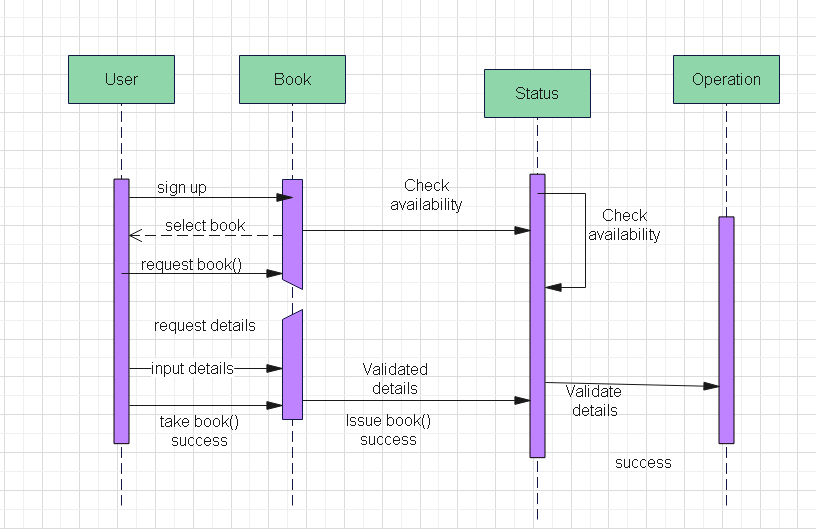 User
Book
Status
Operation
sign up
Check
availability
select book
Check
availability
request book()
request details
input details
Validated
details
Validate
details
take book()
success
Issue book()
success
success